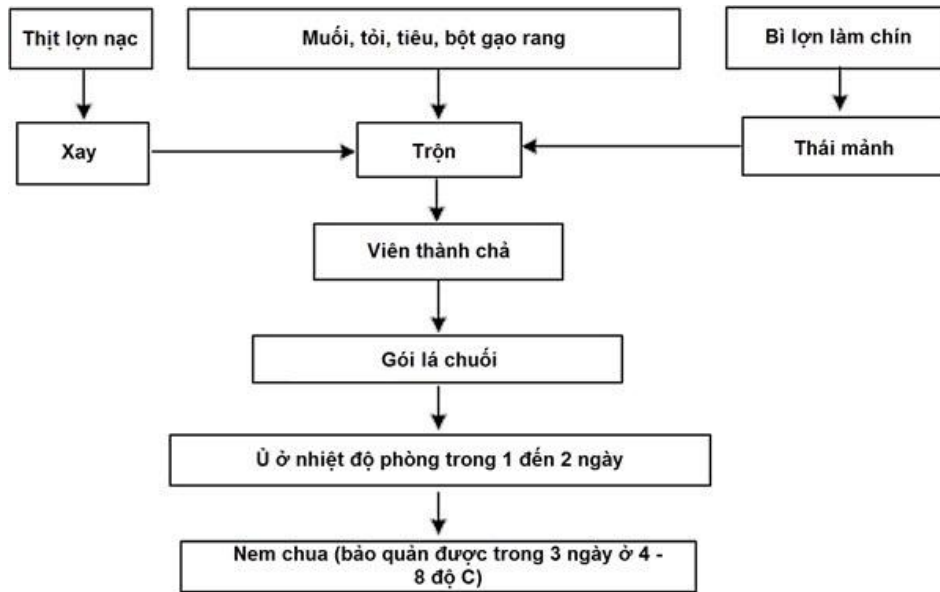 Thịt lợn nạc
Muối, tỏi, tiêu, bột gạo rang
Bì lợn làm chín
Xay
Trộn
Thái mảnh
Viên thành chả
Gói lá chuối
Ủ ở nhiệt độ phòng trong 1 đến 2 ngày
Nem chua (bảo quản được trong 3 ngày ở 4 -
8 độ C)